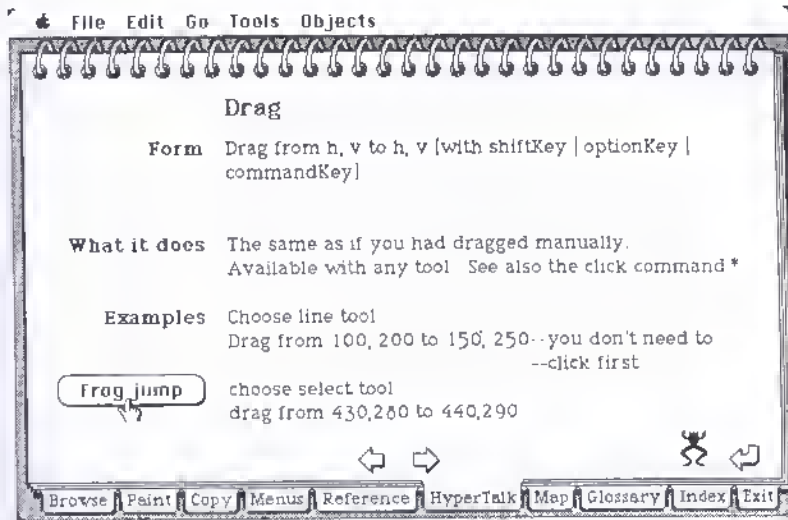 File Edit Go Tools Objects
Drag
Form Drag from h, v to h, v [with shiftKey | optionKey |
commandKey]
What it does The same as if you had dragged manually.
Available with any tool See also the click command *
Examples Choose line tool
Drag from 100, 200 to 150, 250--you don't need to
--click first
Frog jump choose select tool
drag from 430,280 to 440,290
Browse Paint Copy Menus Reference HyperTalk Map Glossary Index Exit